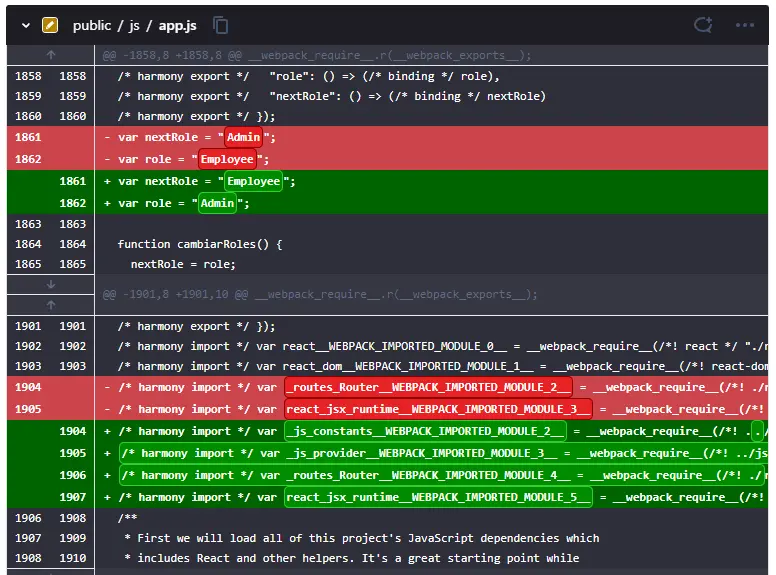 public / js / app.js
@@ -1858,8 +1858,8 @@ __webpack_require__.r(__webpack_exports__);
1858 1858 /* harmony export */ "role": () => (/* binding */ role),
1859 1859 /* harmony export */ "nextRole": () => (/* binding */ nextRole)
1860 1860 /* harmony export */ });
1861 - var nextRole = "Admin";
1862 - var role = "Employee";
1861 + var nextRole = "Employee";
1862 + var role = "Admin";
1863 1863
1864 1864 function cambiarRoles() {
1865 1865 nextRole = role;
@@ -1901,8 +1901,10 @@ __webpack_require__.r(__webpack_exports__);
1901 1901 /* harmony export */ });
1902 1902 /* harmony import */ var react__WEBPACK_IMPORTED_MODULE_0__ = __webpack_require__(/*! react */ "./
1903 1903 /* harmony import */ var react_dom__WEBPACK_IMPORTED_MODULE_1__ = __webpack_require__(/*! react-dom
1904 - /* harmony import */ var _routes_Router__WEBPACK_IMPORTED_MODULE_2__ = __webpack_require__(/*! ./
1905 - /* harmony import */ var react_jsx_runtime__WEBPACK_IMPORTED_MODULE_3__ = __webpack_require__(/*!
1904 + /* harmony import */ var _js_constants__WEBPACK_IMPORTED_MODULE_2__ = __webpack_require__(/*! .
1905 + /* harmony import */ var _js_provider__WEBPACK_IMPORTED_MODULE_3__ = __webpack_require__(/*! ../js
1906 + /* harmony import */ var _routes_Router__WEBPACK_IMPORTED_MODULE_4__ = __webpack_require__(/*! ./
1907 + /* harmony import */ var react_jsx_runtime__WEBPACK_IMPORTED_MODULE_5__ = __webpack_require__(/*!
1906 1908 /**
1907 1909 * First we will load all of this project's JavaScript dependencies which
1908 1910 * includes React and other helpers. It's a great starting point while